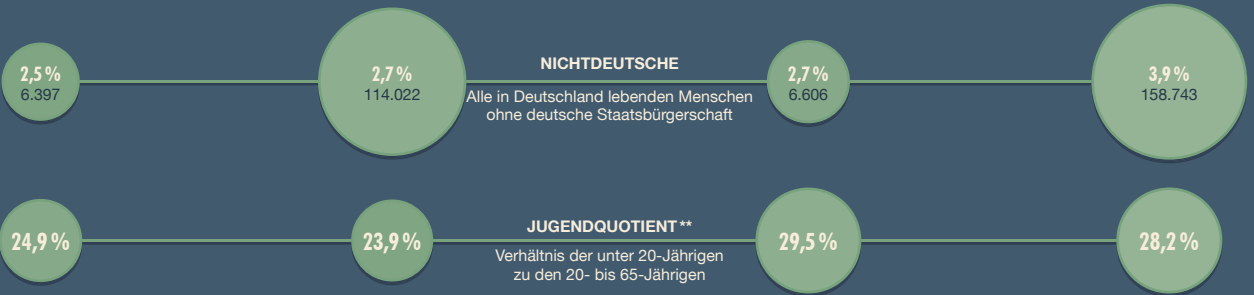 NICHTDEUTSCHE
2,5 % 2,7 % 2,7 % 3,9 %
6.397 114.022 6.606 158.743
Alle in Deutschland lebenden Menschen
ohne deutsche Staatsbürgerschaft
JUGENDQUOTIENT**
24,9 % 23,9 % 29,5 % 28,2 %
Verhältnis der unter 20-Jährigen
zu den 20- bis 65-Jährigen